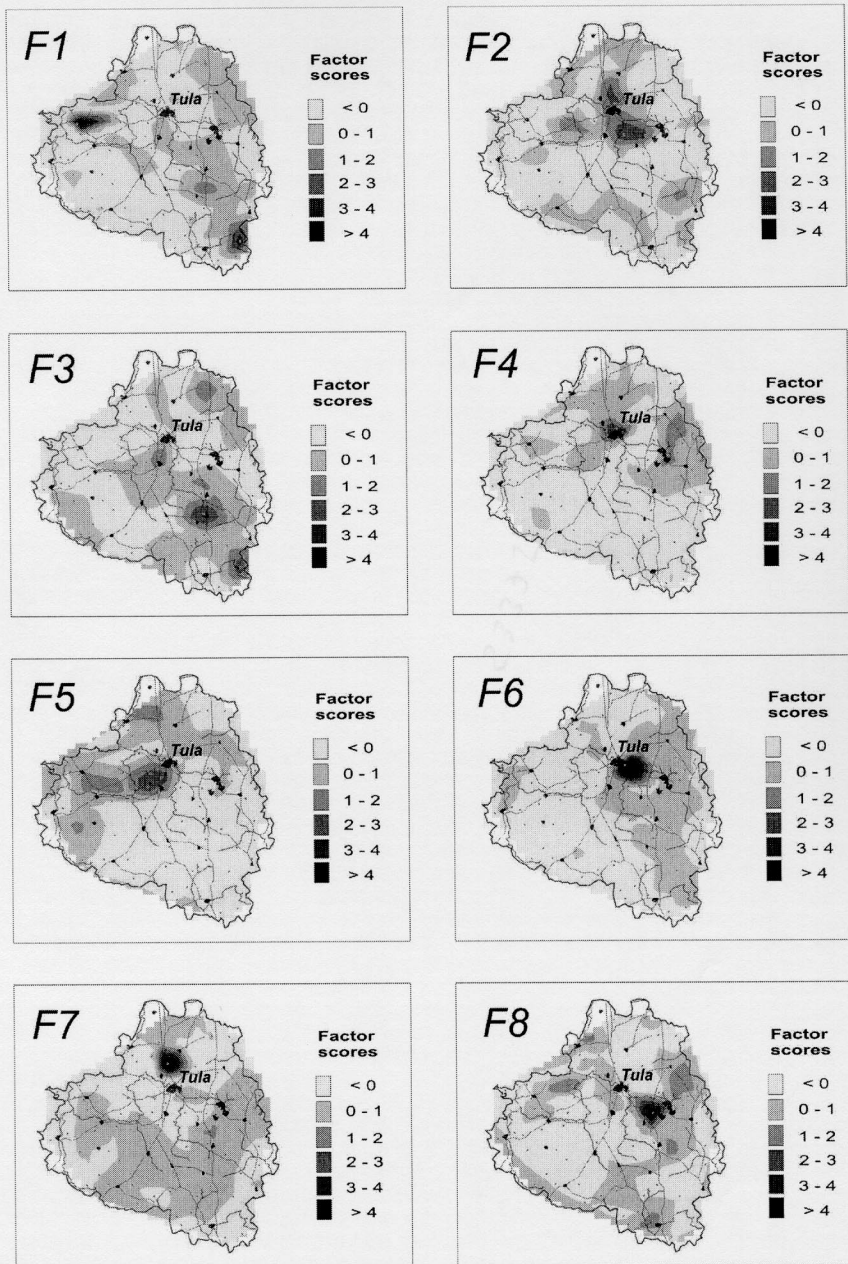 F1
Factor
scores
Tula
< 0
0 - 1
1 - 2
2 - 3
3 - 4
> 4
F2
Factor
scores
Tula
< 0
0 - 1
1 - 2
2 - 3
3 - 4
> 4
F3
Factor
scores
Tula
< 0
0 - 1
1 - 2
2 - 3
3 - 4
> 4
F4
Factor
scores
Tula
< 0
0 - 1
1 - 2
2 - 3
3 - 4
> 4
F5
Factor
scores
Tula
< 0
0 - 1
1 - 2
2 - 3
3 - 4
> 4
F6
Factor
scores
Tula
< 0
0 - 1
1 - 2
2 - 3
3 - 4
> 4
F7
Factor
scores
Tula
< 0
0 - 1
1 - 2
2 - 3
3 - 4
> 4
F8
Factor
scores
Tula
< 0
0 - 1
1 - 2
2 - 3
3 - 4
> 4